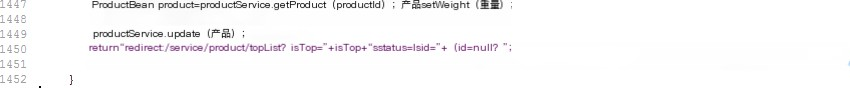 1447 ProductBean product=productService.getProduct（productId）；产品setWeight（重量）；
1448
1449 productService.update（产品）；
1450 return“redirect:/service/product/topList? isTop=”+isTop+“sstatus=lsid=”+（id=null? ”；
1451
1452 }